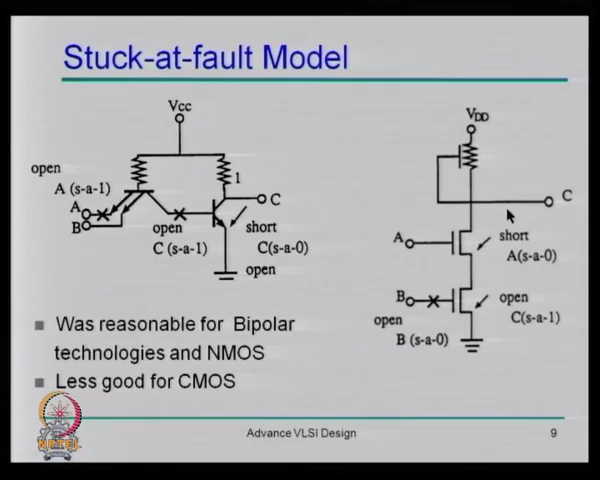 Stuck-at-fault Model
Vcc
open
A (s-a-1)
A
B
1
C
open
C (s-a-1)
short
C(s-a-0)
open
VDD
C
A
short
A(s-a-0)
B
open
B (s-a-0)
open
C(s-a-1)
Was reasonable for Bipolar
technologies and NMOS
Less good for CMOS
NPTEL
Advance VLSI Design
9